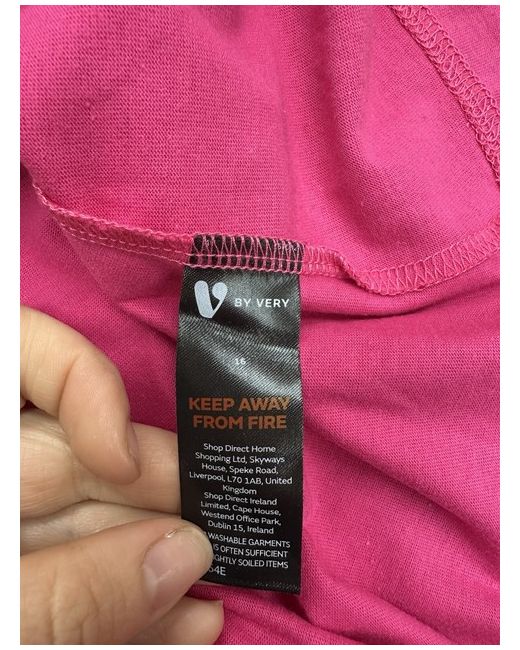 V BY VERY
16
KEEP AWAY
FROM FIRE
Shop Direct Home
Shopping Ltd, Skyways
House, Speke Road,
Liverpool, L70 1AB, United
Kingdom
Shop Direct Ireland
Limited, Cape House,
Westend Office Park,
Dublin 15, Ireland
WASHABLE GARMENTS
IS OFTEN SUFFICIENT
SOILED ITEMS